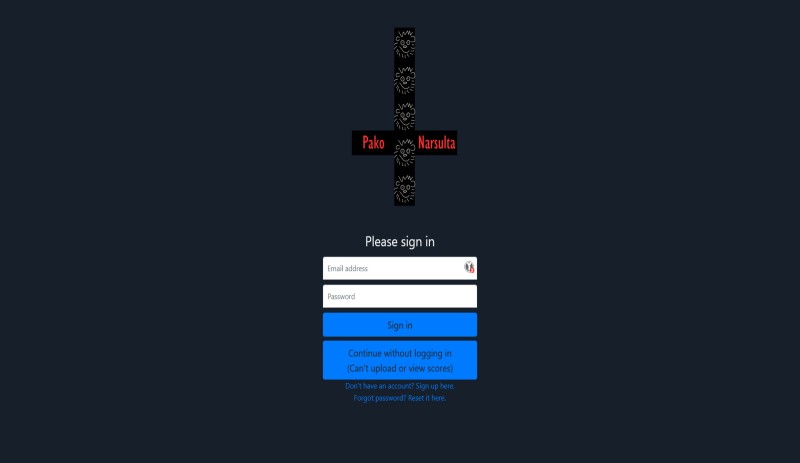 Pako Narsulta
Please sign in
Email address
Password
Sign in
Continue without logging in
(Can't upload or view scores)
Don't have an account? Sign up here.
Forgot password? Reset it here.